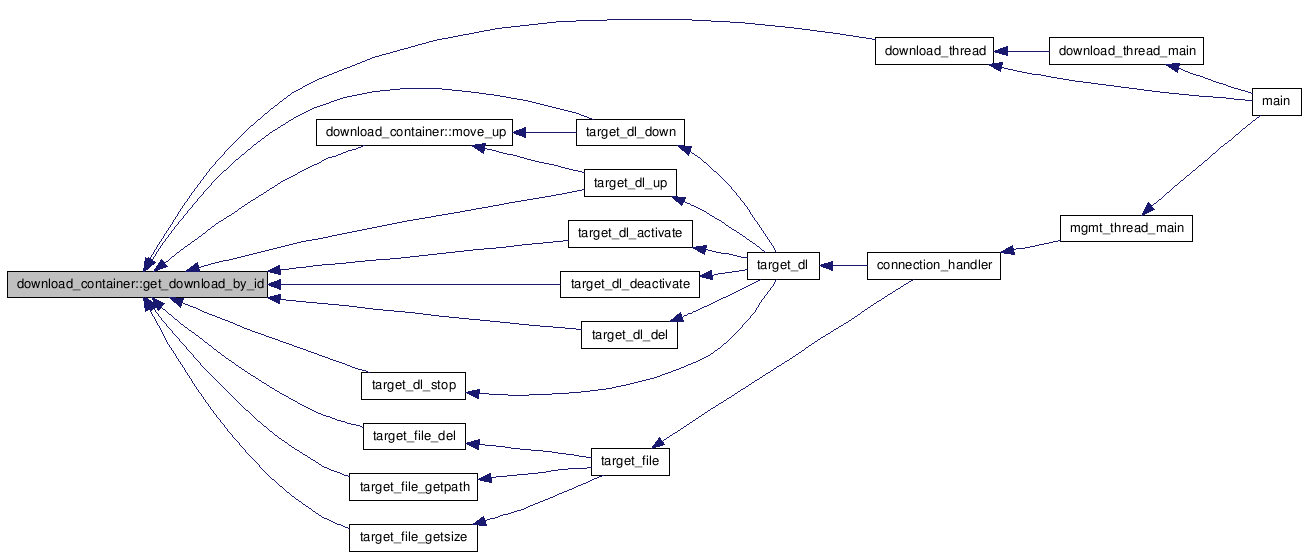 download_thread
download_thread_main
main
download_container::move_up
target_dl_down
target_dl_up
mgmt_thread_main
target_dl_activate
target_dl
connection_handler
download_container::get_download_by_id
target_dl_deactivate
target_dl_del
target_dl_stop
target_file_del
target_file
target_file_getpath
target_file_getsize